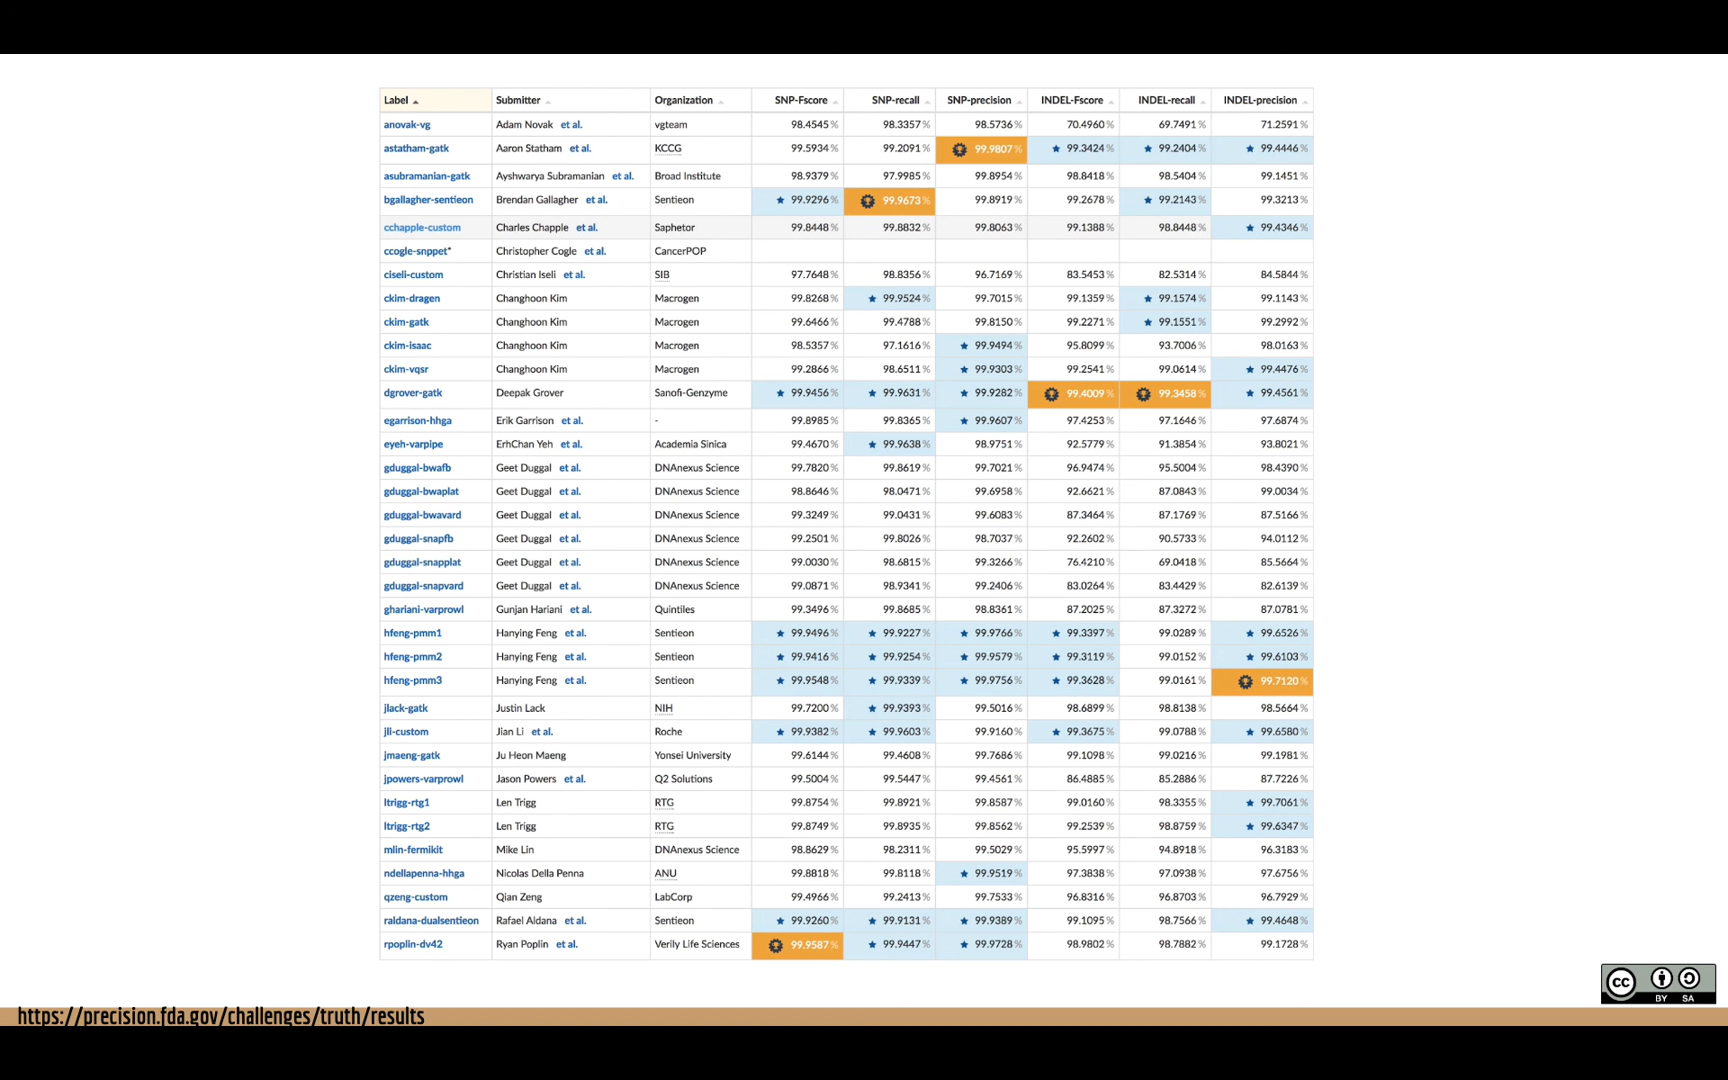 Label Submitter Organization SNP-Fscore SNP-recall SNP-precision INDEL-Fscore INDEL-recall INDEL-precision
anovak-vg Adam Novak et al. vgteam 98.4545% 98.3357% 98.5736% 70.4960% 69.7491% 71.2591%
astatham-gatk Aaron Statham et al. KCCG 99.5934% 99.2091% 99.9807% 99.3424% 99.2404% 99.4446%
asubramanian-gatk Ayshwarya Subramanian et al. Broad Institute 98.9379% 97.9985% 99.8954% 98.8418% 98.5404% 99.1451%
bgallagher-sentieon Brendan Gallagher et al. Sentieon 99.9296% 99.9673% 99.8919% 99.2678% 99.2143% 99.3213%
cchapple-custom Charles Chapple et al. Saphetor 99.8448% 99.8832% 99.8063% 99.1388% 98.8448% 99.4346%
ccogle-snppet* Christopher Cogle et al. CancerPOP
ciseli-custom Christian Iseli et al. SIB 97.7648% 98.8356% 96.7169% 83.5453% 82.5314% 84.5844%
ckim-dragen Changhoon Kim Macrogen 99.8268% 99.9524% 99.7015% 99.1359% 99.1574% 99.1143%
ckim-gatk Changhoon Kim Macrogen 99.6466% 99.4788% 99.8150% 99.2271% 99.1551% 99.2992%
ckim-isaac Changhoon Kim Macrogen 98.5357% 97.1616% 99.9494% 95.8099% 93.7006% 98.0163%
ckim-vqsr Changhoon Kim Macrogen 99.2866% 98.6511% 99.9303% 99.2541% 99.0614% 99.4476%
dgrover-gatk Deepak Grover Sanofi-Genzyme 99.9456% 99.9631% 99.9282% 99.4009% 99.3458% 99.4561%
egarrison-hhga Erik Garrison et al. - 99.8985% 99.8365% 99.9607% 97.4253% 97.1646% 97.6874%
eyeh-varpipe ErhChan Yeh et al. Academia Sinica 99.4670% 99.9638% 98.9751% 92.5779% 91.3854% 93.8021%
gduggal-bwafb Geet Duggal et al. DNAnexus Science 99.7820% 99.8619% 99.7021% 96.9474% 95.5004% 98.4390%
gduggal-bwaplat Geet Duggal et al. DNAnexus Science 98.8646% 98.0471% 99.6958% 92.6621% 87.0843% 99.0034%
gduggal-bwavard Geet Duggal et al. DNAnexus Science 99.3249% 99.0431% 99.6083% 87.3464% 87.1769% 87.5166%
gduggal-snapfb Geet Duggal et al. DNAnexus Science 99.2501% 99.8026% 98.7037% 92.2602% 90.5733% 94.0112%
gduggal-snapplat Geet Duggal et al. DNAnexus Science 99.0030% 98.6815% 99.3266% 76.4210% 69.0418% 85.5664%
gduggal-snapvard Geet Duggal et al. DNAnexus Science 99.0871% 98.9341% 99.2406% 83.0264% 83.4429% 82.6139%
ghariani-varprowl Gunjan Hariani et al. Quintiles 99.3496% 99.8685% 98.8361% 87.2025% 87.3272% 87.0781%
hfeng-pmm1 Hanying Feng et al. Sentieon 99.9496% 99.9227% 99.9766% 99.3397% 99.0289% 99.6526%
hfeng-pmm2 Hanying Feng et al. Sentieon 99.9416% 99.9254% 99.9579% 99.3119% 99.0152% 99.6103%
hfeng-pmm3 Hanying Feng et al. Sentieon 99.9548% 99.9339% 99.9756% 99.3628% 99.0161% 99.7120%
jlack-gatk Justin Lack NIH 99.7200% 99.9393% 99.5016% 98.6899% 98.8138% 98.5664%
jli-custom Jian Li et al. Roche 99.9382% 99.9603% 99.9160% 99.3675% 99.0788% 99.6580%
jmaeng-gatk Ju Heon Maeng Yonsei University 99.6144% 99.4608% 99.7686% 99.1098% 99.0216% 99.1981%
jpowers-varprowl Jason Powers et al. Q2 Solutions 99.5004% 99.5447% 99.4561% 86.4885% 85.2886% 87.7226%
ltrigg-rtg1 Len Trigg RTG 99.8754% 99.8921% 99.8587% 99.0160% 98.3355% 99.7061%
ltrigg-rtg2 Len Trigg RTG 99.8749% 99.8935% 99.8562% 99.2539% 98.8759% 99.6347%
mlin-fermikit Mike Lin DNAnexus Science 98.8629% 98.2311% 99.5029% 95.5997% 94.8918% 96.3183%
ndellapenna-hhga Nicolas Della Penna ANU 99.8818% 99.8118% 99.9519% 97.3838% 97.0938% 97.6756%
qzeng-custom Qian Zeng LabCorp 99.4966% 99.2413% 99.7533% 96.8316% 96.8703% 96.7929%
raldana-dualsentieon Rafael Aldana et al. Sentieon 99.9260% 99.9131% 99.9389% 99.1095% 98.7566% 99.4648%
rpoplin-dv42 Ryan Poplin et al. Verily Life Sciences 99.9587% 99.9447% 99.9728% 98.9802% 98.7882% 99.1728%
cc BY SA
https://precision.fda.gov/challenges/truth/results